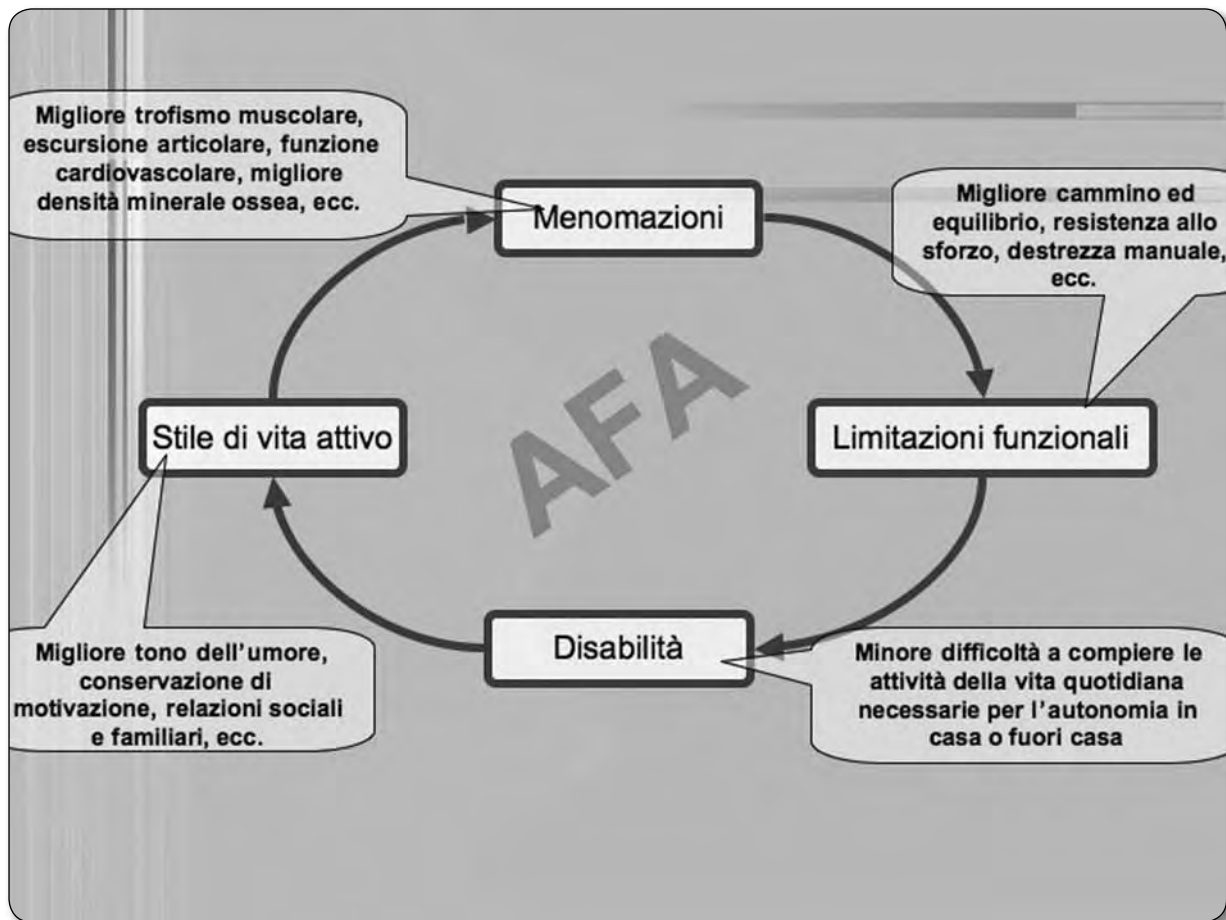 Migliore trofismo muscolare,
escursione articolare, funzione
cardiovascolare, migliore
densità minerale ossea, ecc.
Menomazioni
Migliore cammino ed
equilibrio, resistenza allo
sforzo, destrezza manuale,
ecc.
AFA
Stile di vita attivo
Limitazioni funzionali
Disabilità
Migliore tono dell'umore,
conservazione di
motivazione, relazioni sociali
e familiari, ecc.
Minore difficoltà a compiere le
attività della vita quotidiana
necessarie per l'autonomia in
casa o fuori casa